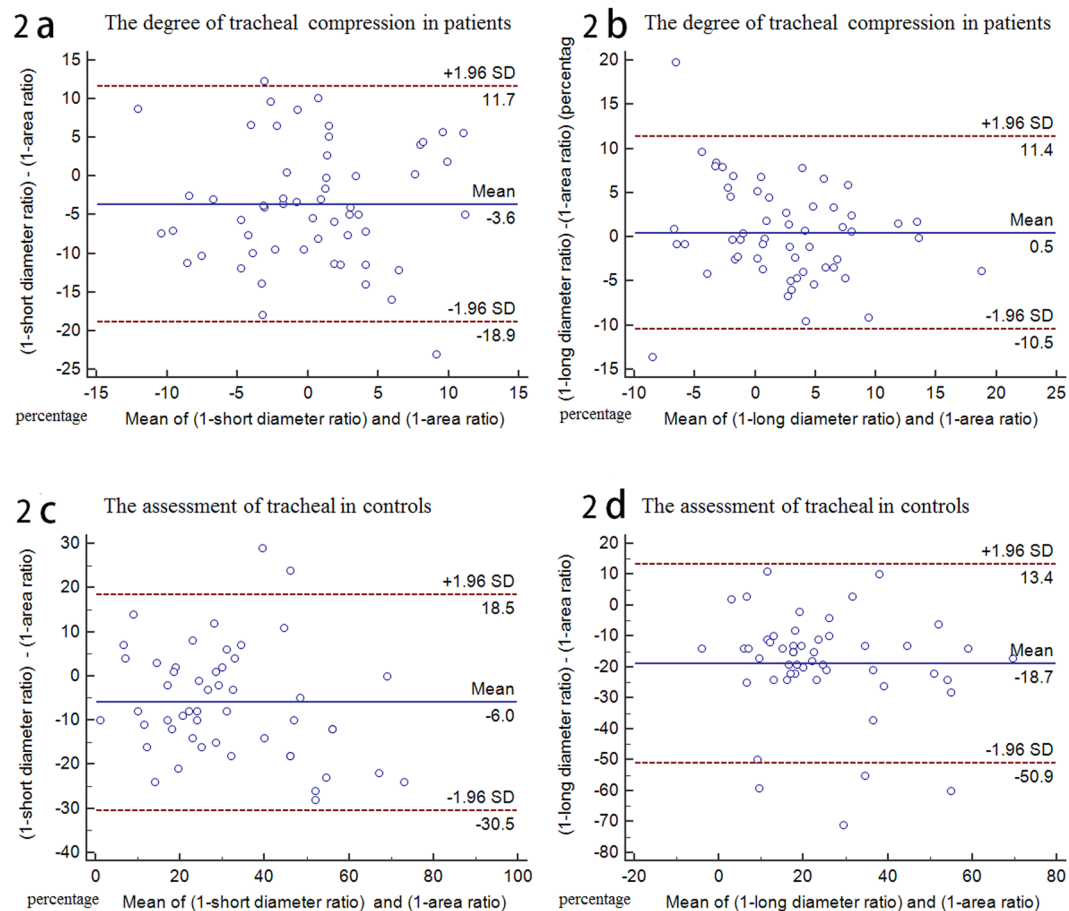 2a The degree of tracheal compression in patients
(1-short diameter ratio) - (1-area ratio)
15
10
5
0
-5
-10
-15
-20
-25
+1.96 SD
11.7
Mean
-3.6
-1.96 SD
-18.9
-15 -10 -5 0 5 10 15
percentage Mean of (1-short diameter ratio) and (1-area ratio)
2b The degree of tracheal compression in patients
(1-long diameter ratio) -(1-area ratio) (percentag
20
15
10
5
0
-5
-10
-15
+1.96 SD
11.4
Mean
0.5
-1.96 SD
-10.5
-10 -5 0 5 10 15 20 25
percentage Mean of (1-long diameter ratio) and (1-area ratio)
2c The assessment of tracheal in controls
(1-short diameter ratio) - (1-area ratio)
30
20
10
0
-10
-20
-30
-40
+1.96 SD
18.5
Mean
-6.0
-1.96 SD
-30.5
0 20 40 60 80 100
percentage Mean of (1-short diameter ratio) and (1-area ratio)
2d The assessment of tracheal in controls
(1-long diameter ratio) - (1-area ratio)
20
10
0
-10
-20
-30
-40
-50
-60
-70
-80
+1.96 SD
13.4
Mean
-18.7
-1.96 SD
-50.9
-20 0 20 40 60 80
percentage Mean of (1-long diameter ratio) and (1-area ratio)